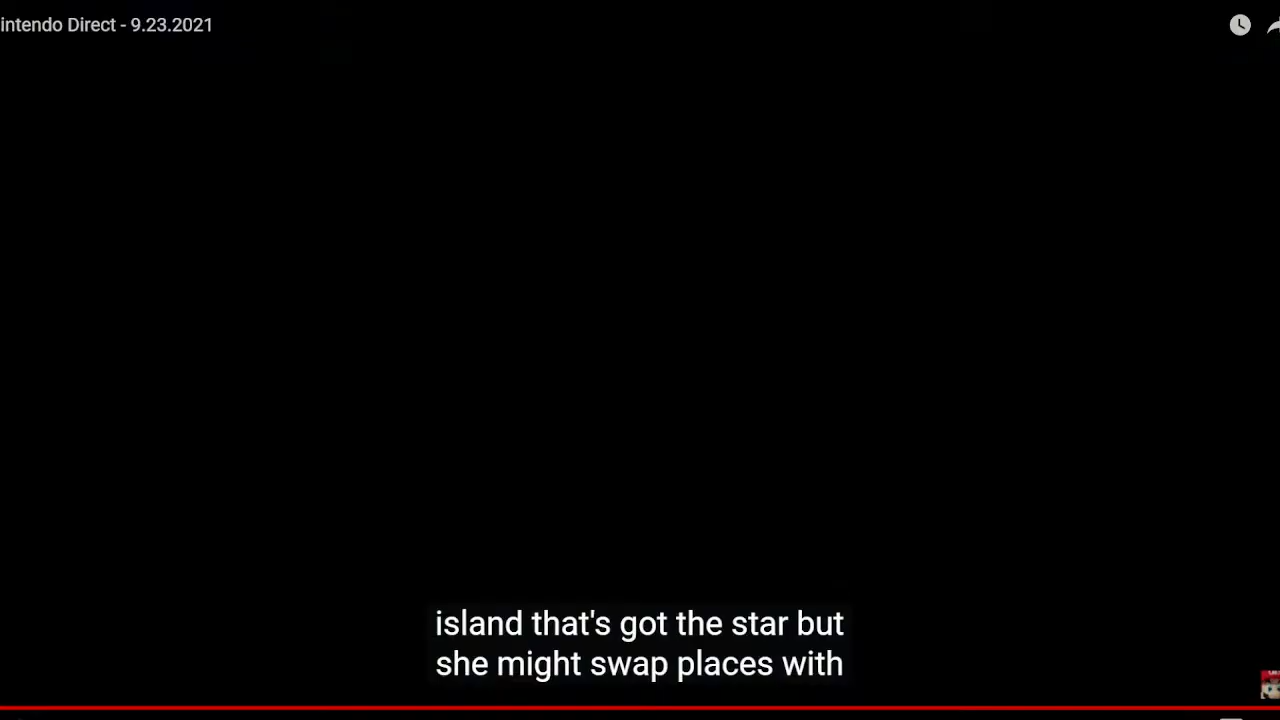 intendo Direct - 9.23.2021
island that's got the star but
she might swap places with